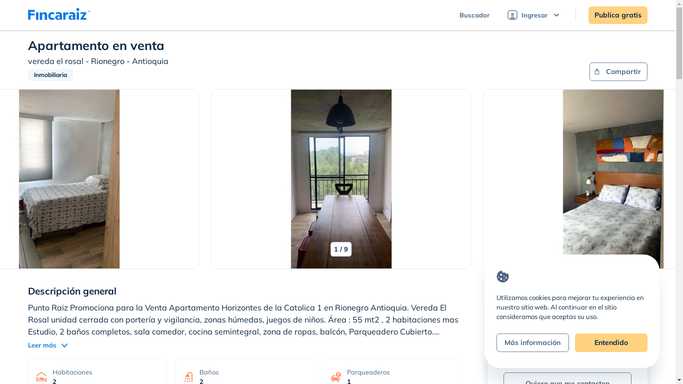 Fincaraiz
Buscador
Ingresar
Publica gratis
Apartamento en venta
vereda el rosal - Rionegro - Antioquia
Inmobiliaria
Compartir
1 / 9
Descripción general
Punto Raiz Promociona para la Venta Apartamento Horizontes de la Catolica 1 en Rionegro Antioquia. Vereda El
Rosal unidad cerrada con portería y vigilancia, zonas húmedas, juegos de niños. Área : 55 mt2 , 2 habitaciones mas
Estudio, 2 baños completos, sala comedor, cocina semintegral, zona de ropas, balcón, Parqueadero Cubierto....
Leer más
Habitaciones
2
Baños
2
Parqueaderos
1
Utilizamos cookies para mejorar tu experiencia en
nuestro sitio web. Al continuar en el sitio
consideramos que aceptas su uso.
Más información
Entendido
Quiero que me contacten